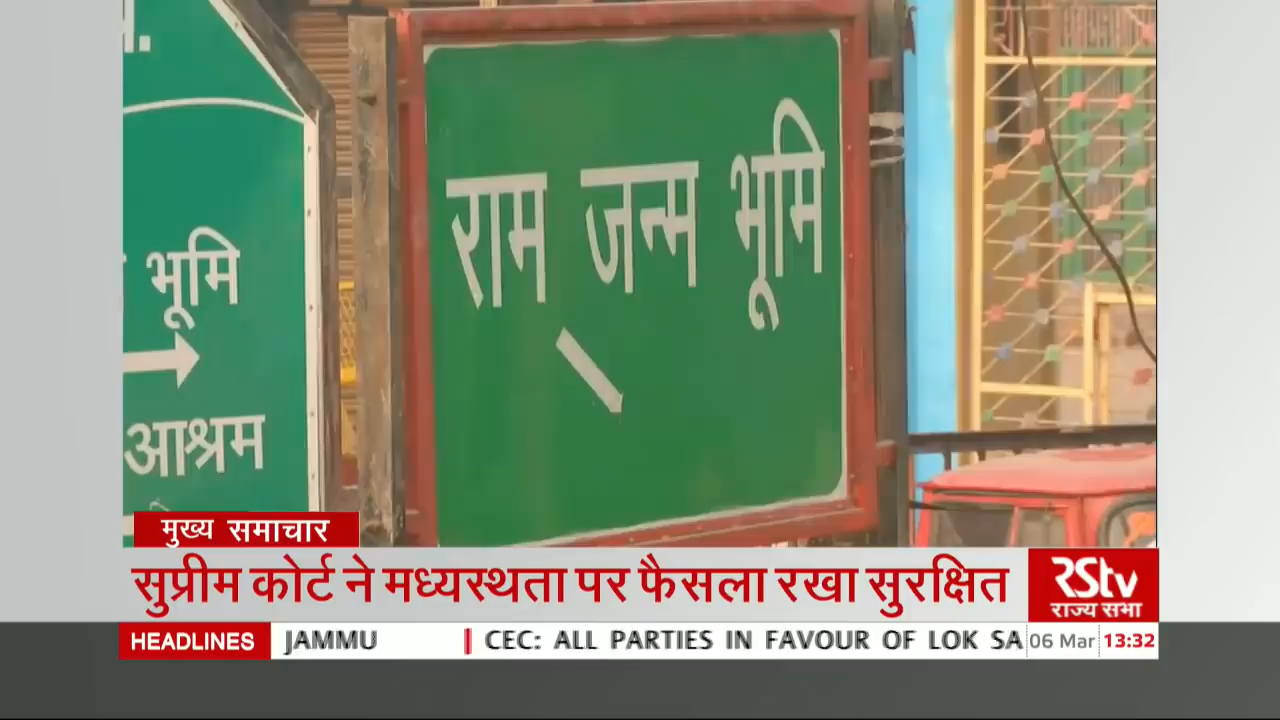 राम जन्म भूमि
भूमि
आश्रम
मुख्य समाचार
सुप्रीम कोर्ट ने मध्यस्थता पर फैसला रखा सुरक्षित
RStv
राज्य सभा
HEADLINES JAMMU | CEC: ALL PARTIES IN FAVOUR OF LOK SA 06 Mar 13:32